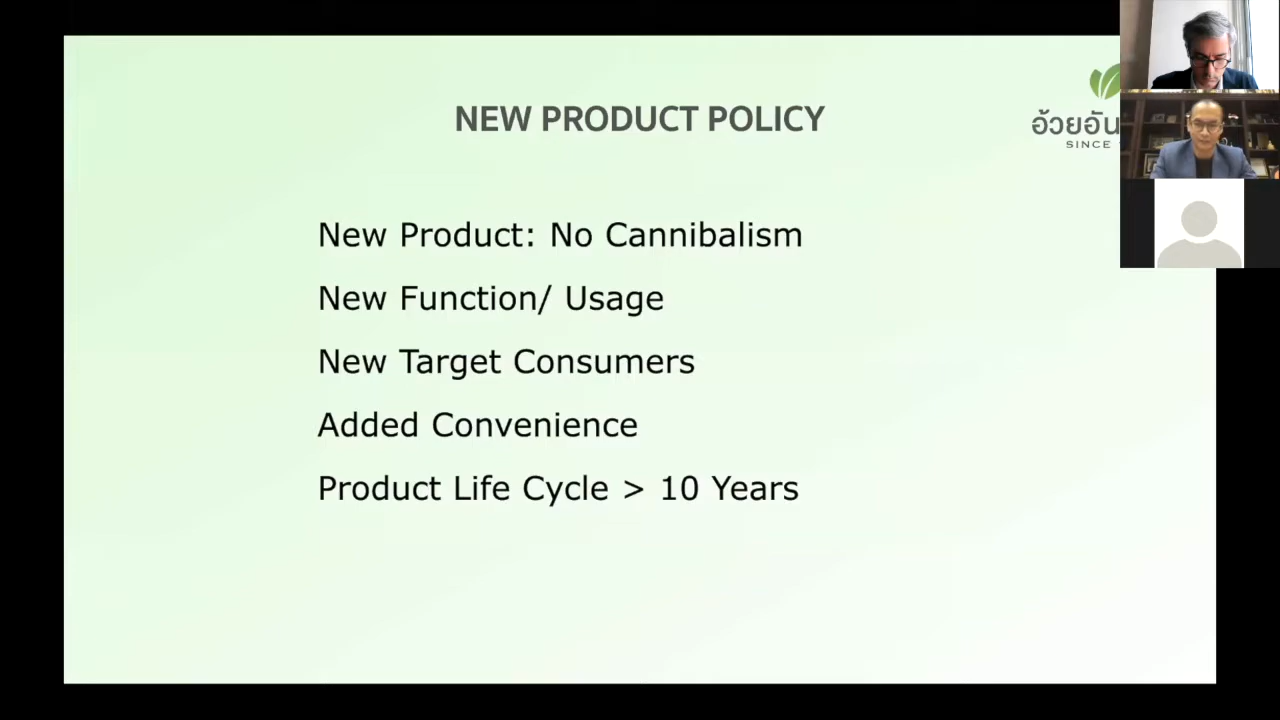 NEW PRODUCT POLICY
อ้วยอัน
SINCE
New Product: No Cannibalism
New Function/ Usage
New Target Consumers
Added Convenience
Product Life Cycle > 10 Years